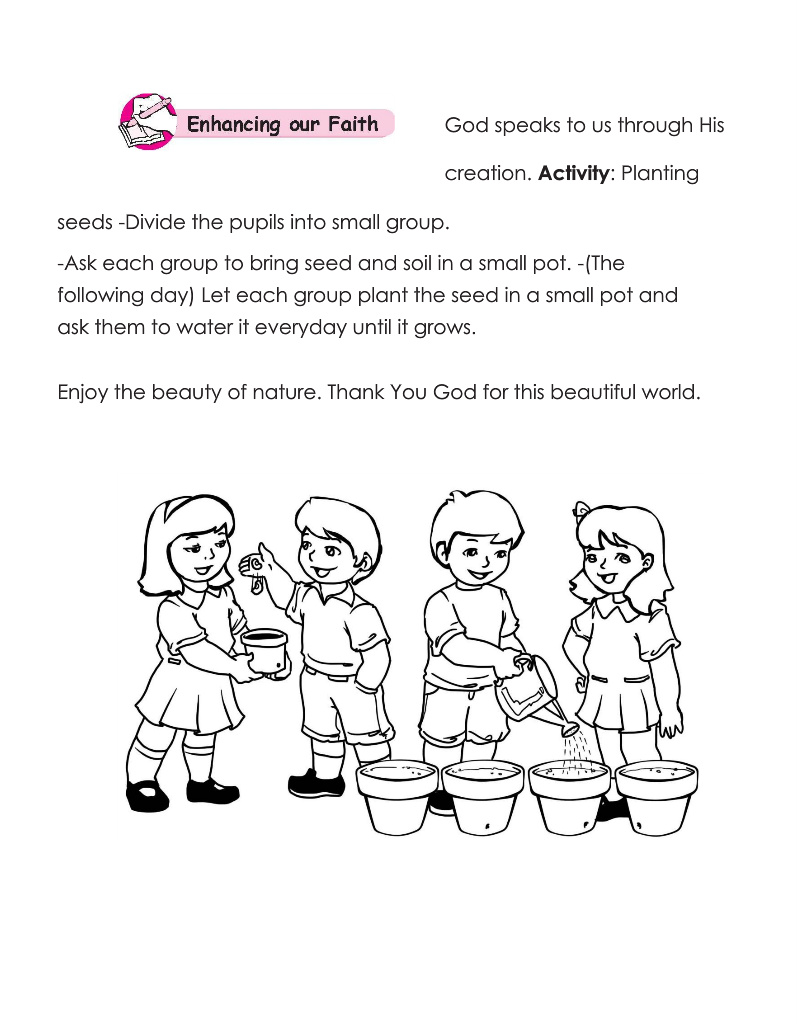 Enhancing our Faith
God speaks to us through His
creation. Activity: Planting
seeds -Divide the pupils into small group.
-Ask each group to bring seed and soil in a small pot. -(The
following day) Let each group plant the seed in a small pot and
ask them to water it everyday until it grows.
Enjoy the beauty of nature. Thank You God for this beautiful world.